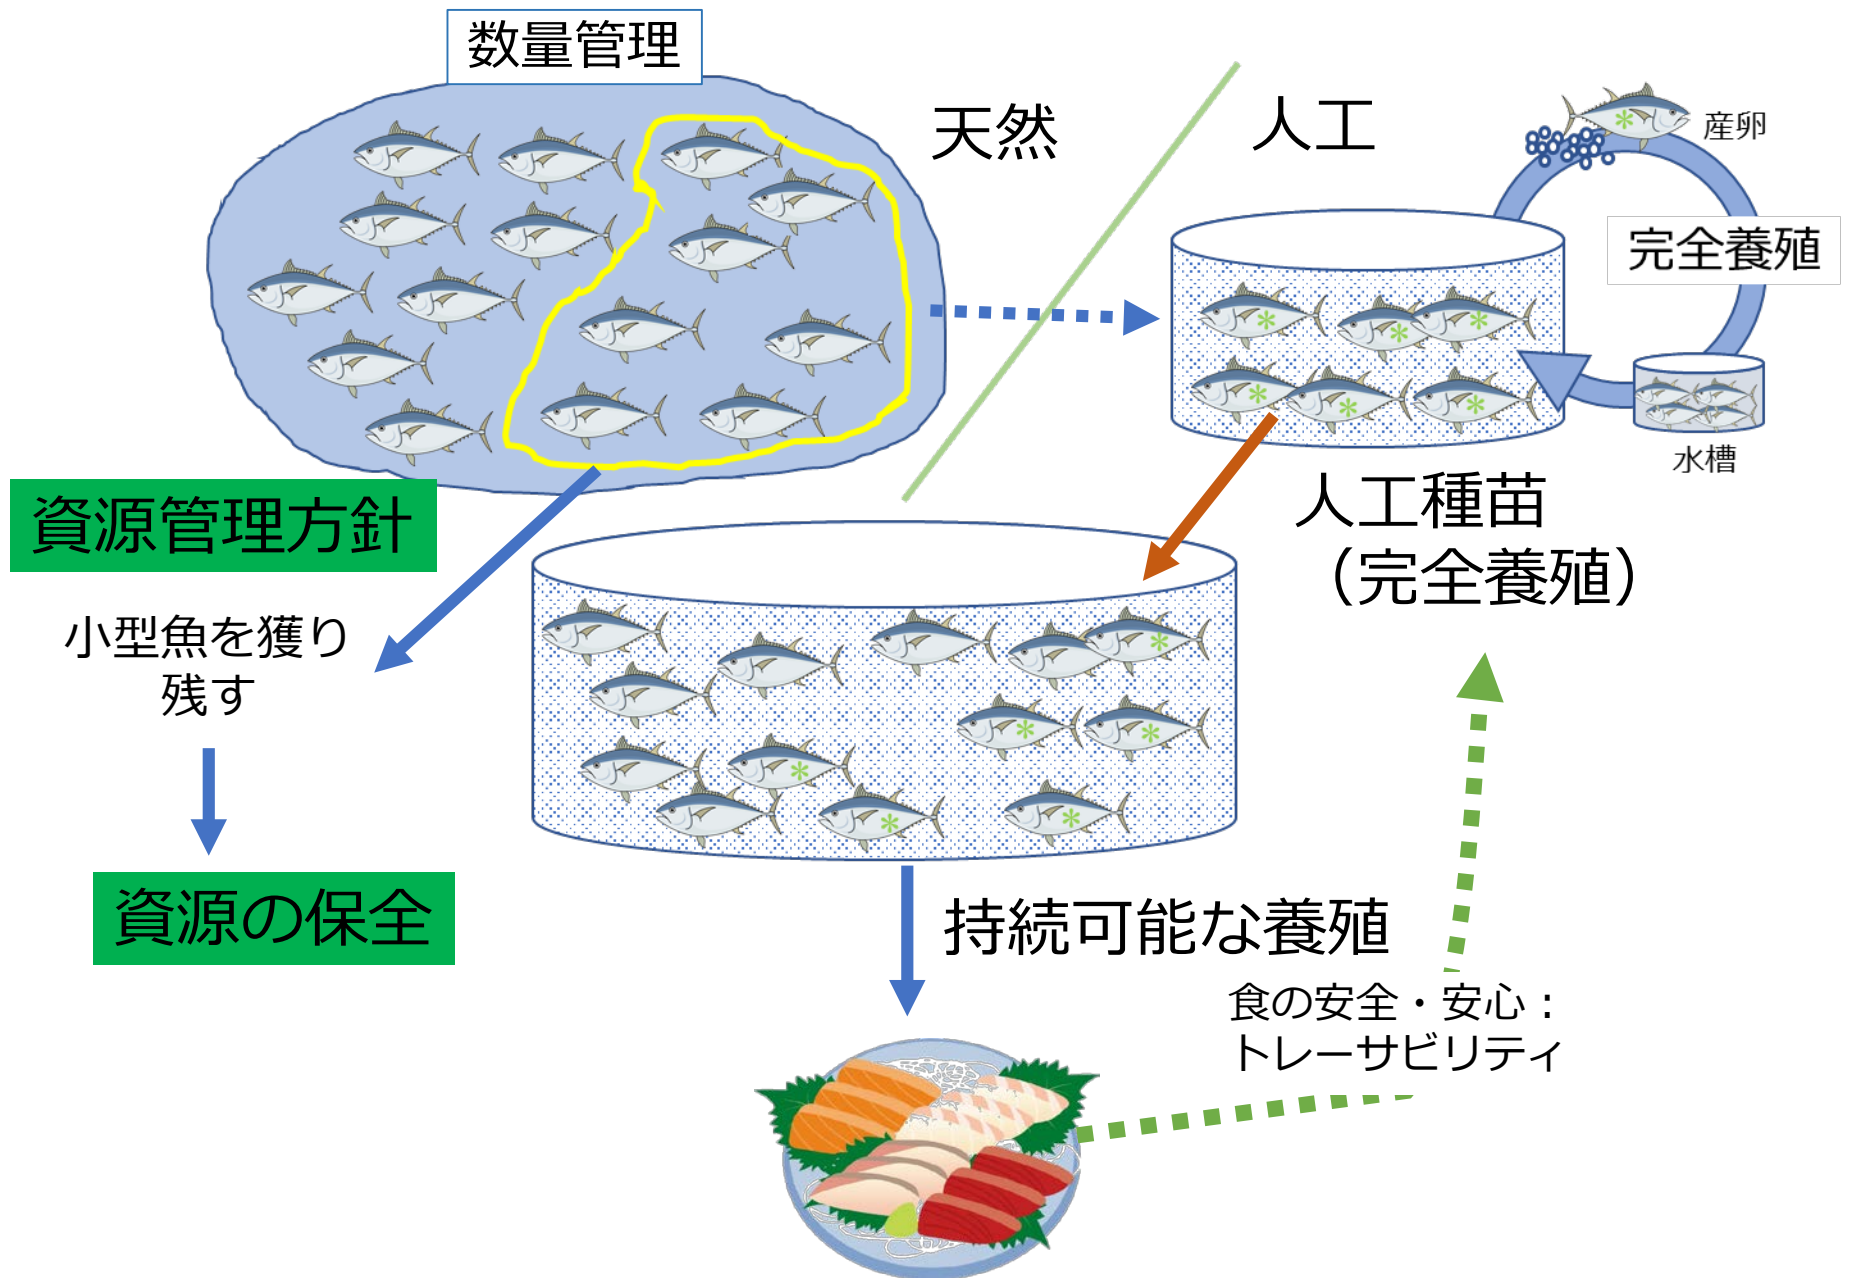 数量管理
天然
人工
産卵
完全養殖
水槽
人工種苗
（完全養殖）
資源管理方針
小型魚を獲り
残す
資源の保全
持続可能な養殖
食の安全・安心：
トレーサビリティ